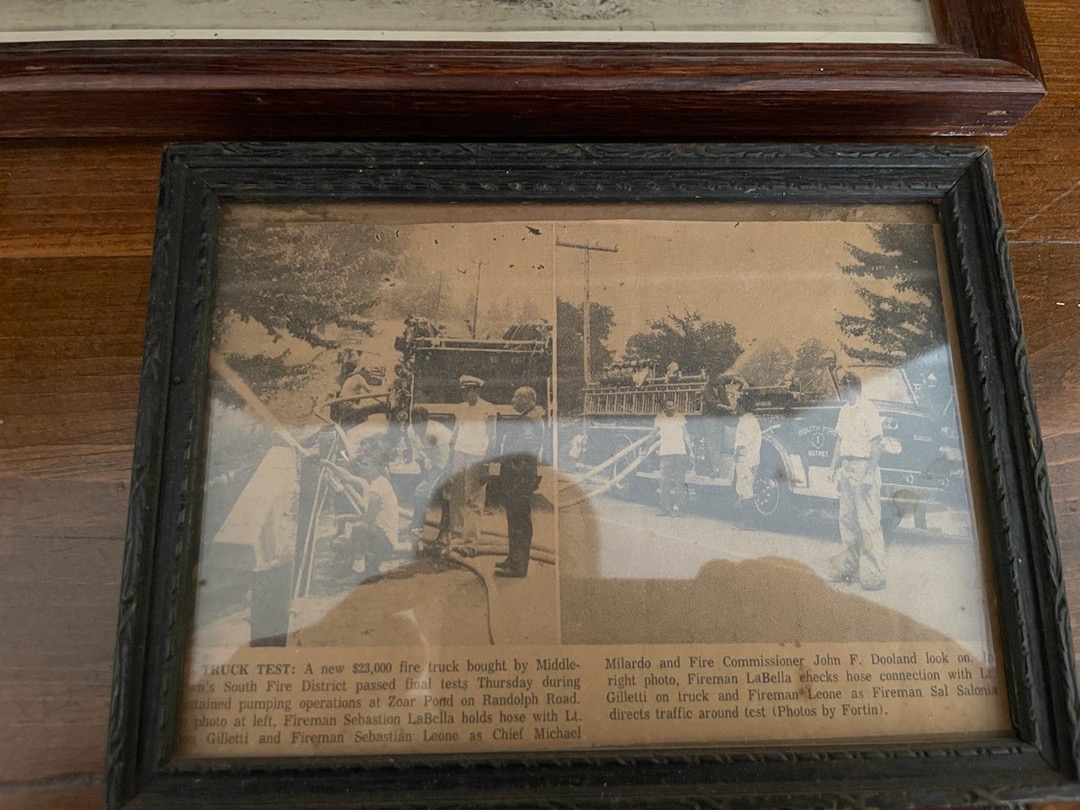 TRUCK TEST: A new $23,000 fire truck bought by Middle-
South Fire District passed final tests Thursday during
pumping operations at Zoar Pond on Randolph Road.
photo at left, Fireman Sebastion LaBella holds hose with Lt.
Gilletti and Fireman Sebastian Leone as Chief Michael
Milardo and Fire Commissioner John F. Dooland look on.
right photo, Fireman LaBella checks hose connection with Lt.
Gilletti on truck and Fireman Leone as Fireman Sal Salonia
directs traffic around test (Photos by Fortin).
SOUTH FIRE
1
DISTRICT